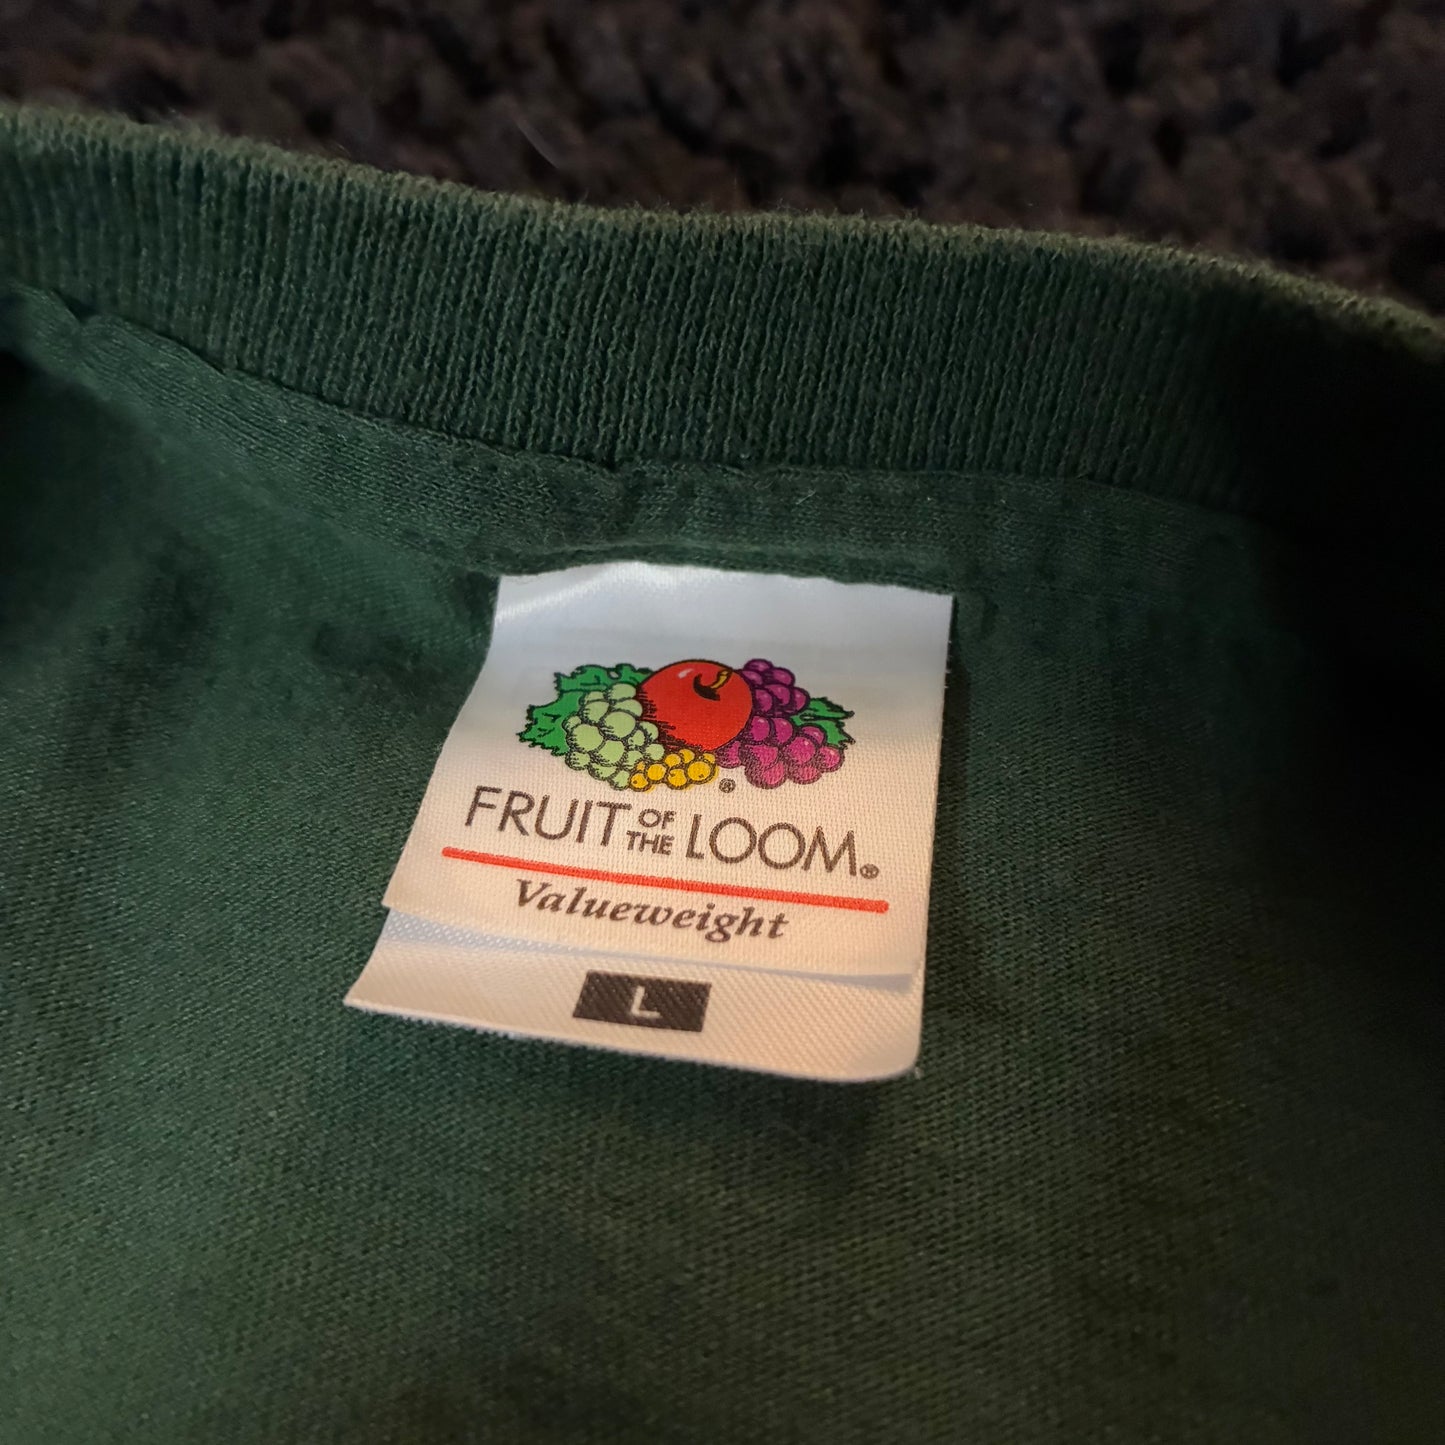 ®
FRUIT OF THE LOOM®
Valueweight
L